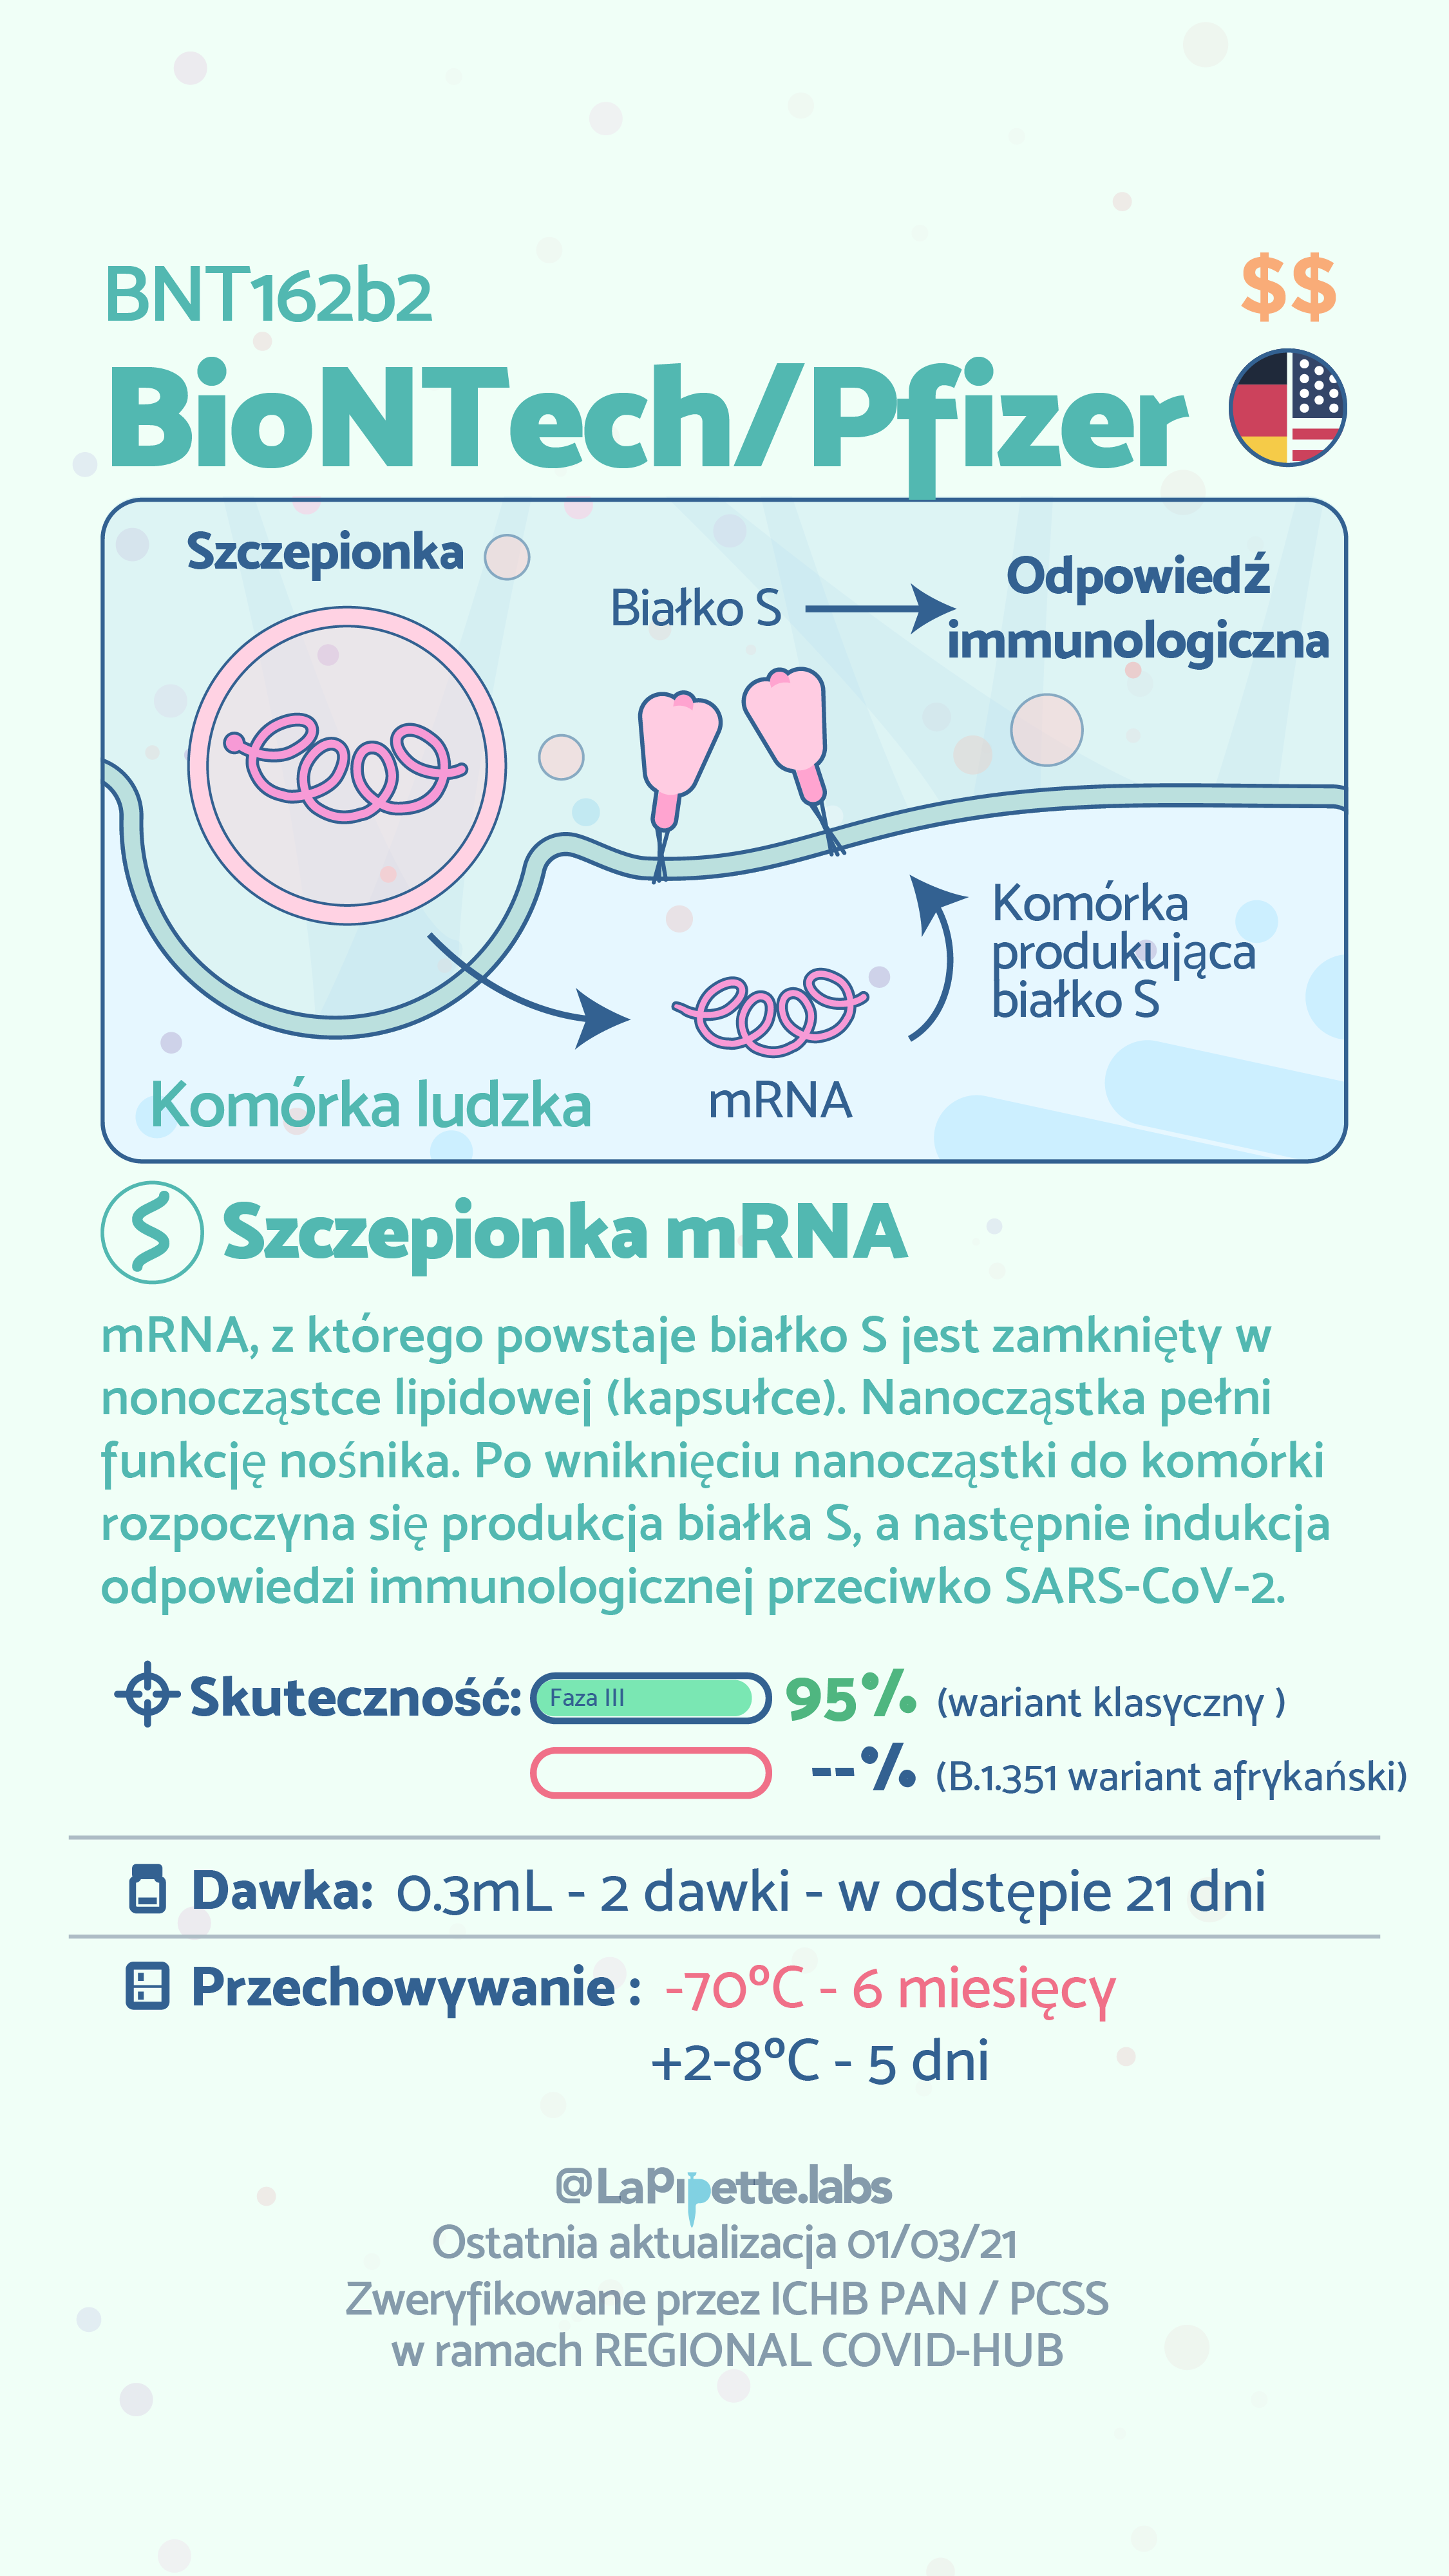 BNT162b2
$$
BioNTech/Pfizer
Szczepionka
Białko S
Odpowiedź
immunologiczna
Komórka
produkująca
białko S
Komórka ludzka
mRNA
Szczepionka mRNA
mRNA, z którego powstaje białko S jest zamknięty w
nonocząstce lipidowej (kapsułce). Nanocząstka pełni
funkcję nośnika. Po wniknięciu nanocząstki do komórki
rozpoczyna się produkcja białka S, a następnie indukcja
odpowiedzi immunologicznej przeciwko SARS-CoV-2.
Skuteczność: Faza III 95% (wariant klasyczny )
--% (B.1.351 wariant afrykański)
Dawka: 0.3mL - 2 dawki - w odstępie 21 dni
Przechowywanie : -70ºC - 6 miesięcy
+2-8ºC - 5 dni
@LaPipette.labs
Ostatnia aktualizacja 01/03/21
Zweryfikowane przez ICHB PAN / PCSS
w ramach REGIONAL COVID-HUB